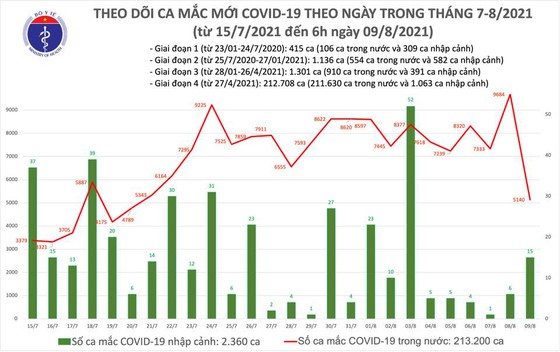 BỘ Y TẾ
MINISTRY OF HEALTH
THEO DÕI CA MẮC MỚI COVID-19 THEO NGÀY TRONG THÁNG 7-8/2021
(từ 15/7/2021 đến 6h ngày 09/8/2021)
- Giai đoạn 1 (từ 23/01-24/7/2020): 415 ca (106 ca trong nước và 309 ca nhập cảnh)
- Giai đoạn 2 (từ 25/7/2020-27/01/2021): 1.136 ca (554 ca trong nước và 582 ca nhập cảnh)
- Giai đoạn 3 (từ 28/01-26/4/2021): 1.301 ca (910 ca trong nước và 391 ca nhập cảnh)
- Giai đoạn 4 (từ 27/4/2021): 212.708 ca (211.630 ca trong nước và 1.063 ca nhập cảnh)
9000 8000 7000 6000 5000 4000 3000 2000 1000 0
3379 3321 3705 5887 4175 4789 5343 6164 7295 9225 7525 7859 7911 6555 7593 8622 8620 8597 7445 8377 7618 7239 8320 7333 9684 5140
37 15 13 39 20 6 14 30 12 31 6 23 2 4 1 27 4 23 10 52 5 5 4 1 6 15
60 50 40 30 20 10 0
15/7 16/7 17/7 18/7 19/7 20/7 21/7 22/7 23/7 24/7 25/7 26/7 27/7 28/7 29/7 30/7 31/7 01/8 02/8 03/8 04/8 05/8 06/8 07/8 08/8 09/8
Số ca mắc COVID-19 nhập cảnh: 2.360 ca
Số ca mắc COVID-19 trong nước: 213.200 ca